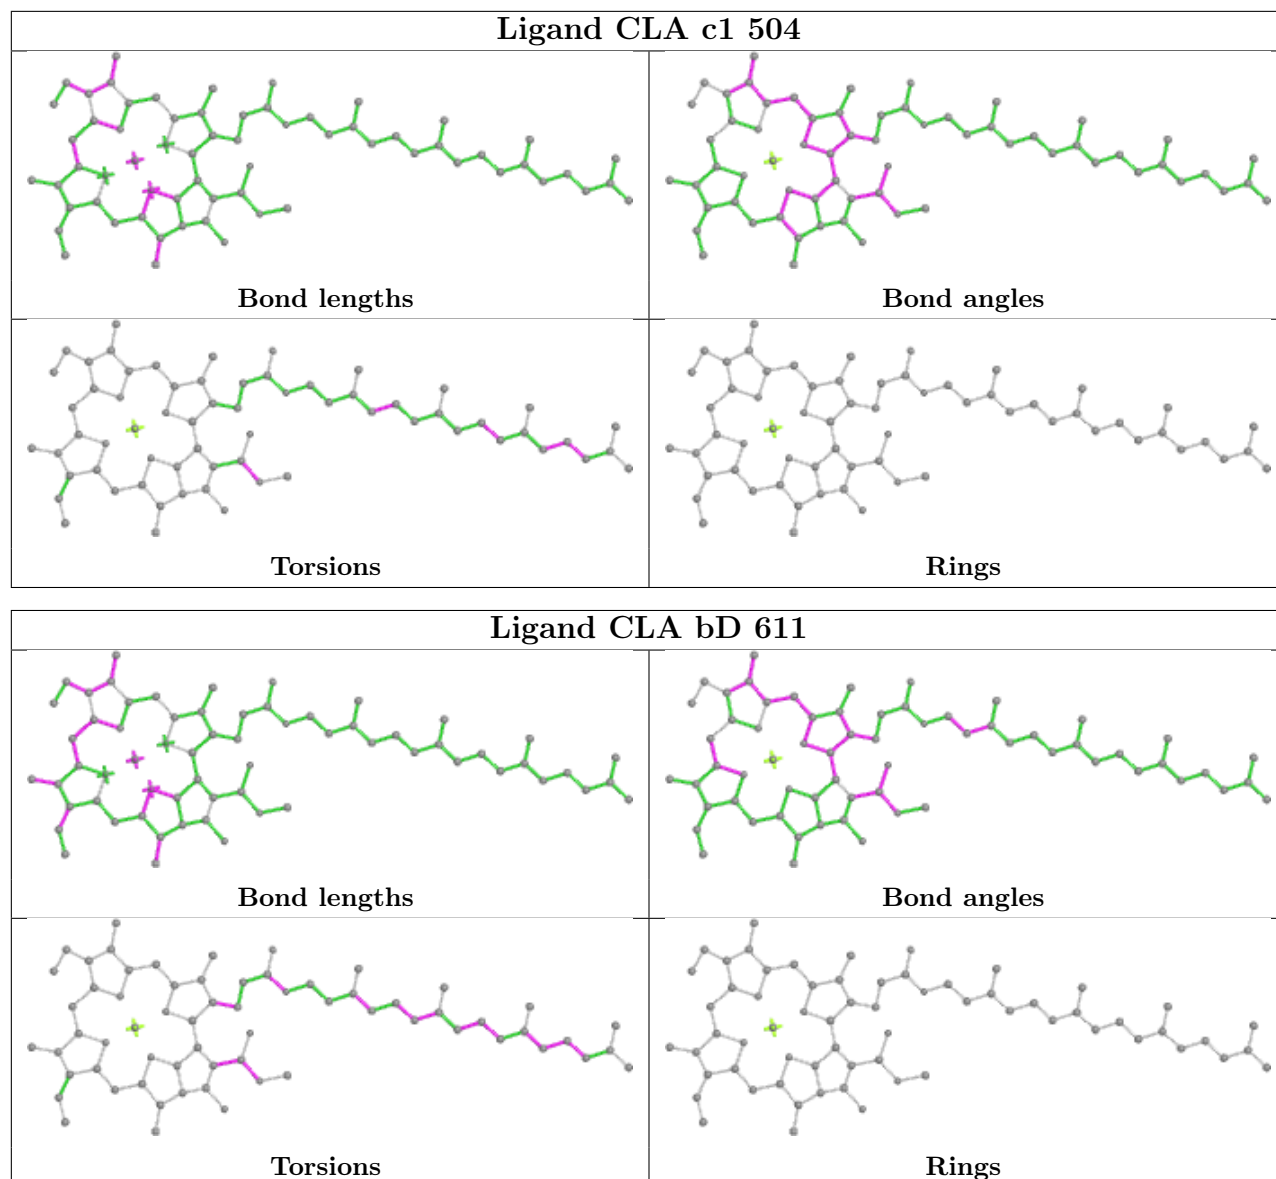 Ligand CLA c1 504
Bond lengths
Bond angles
Torsions
Rings
Ligand CLA bD 611
Bond lengths
Bond angles
Torsions
Rings